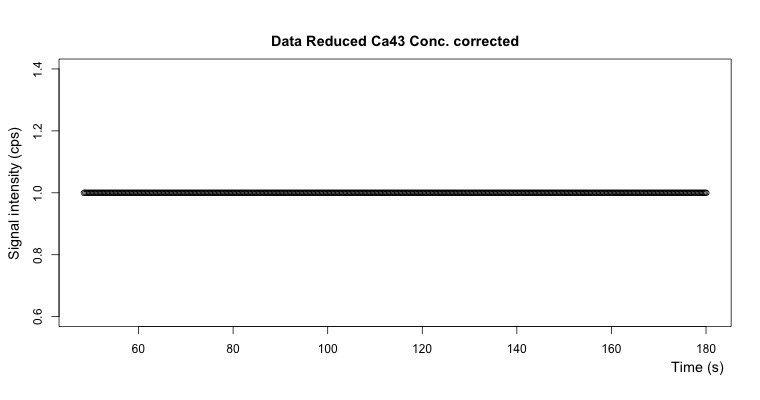 Data Reduced Ca43 Conc. corrected
Signal intensity (cps)
1.4
1.2
1.0
0.8
0.6
60 80 100 120 140 160 180
Time (s)